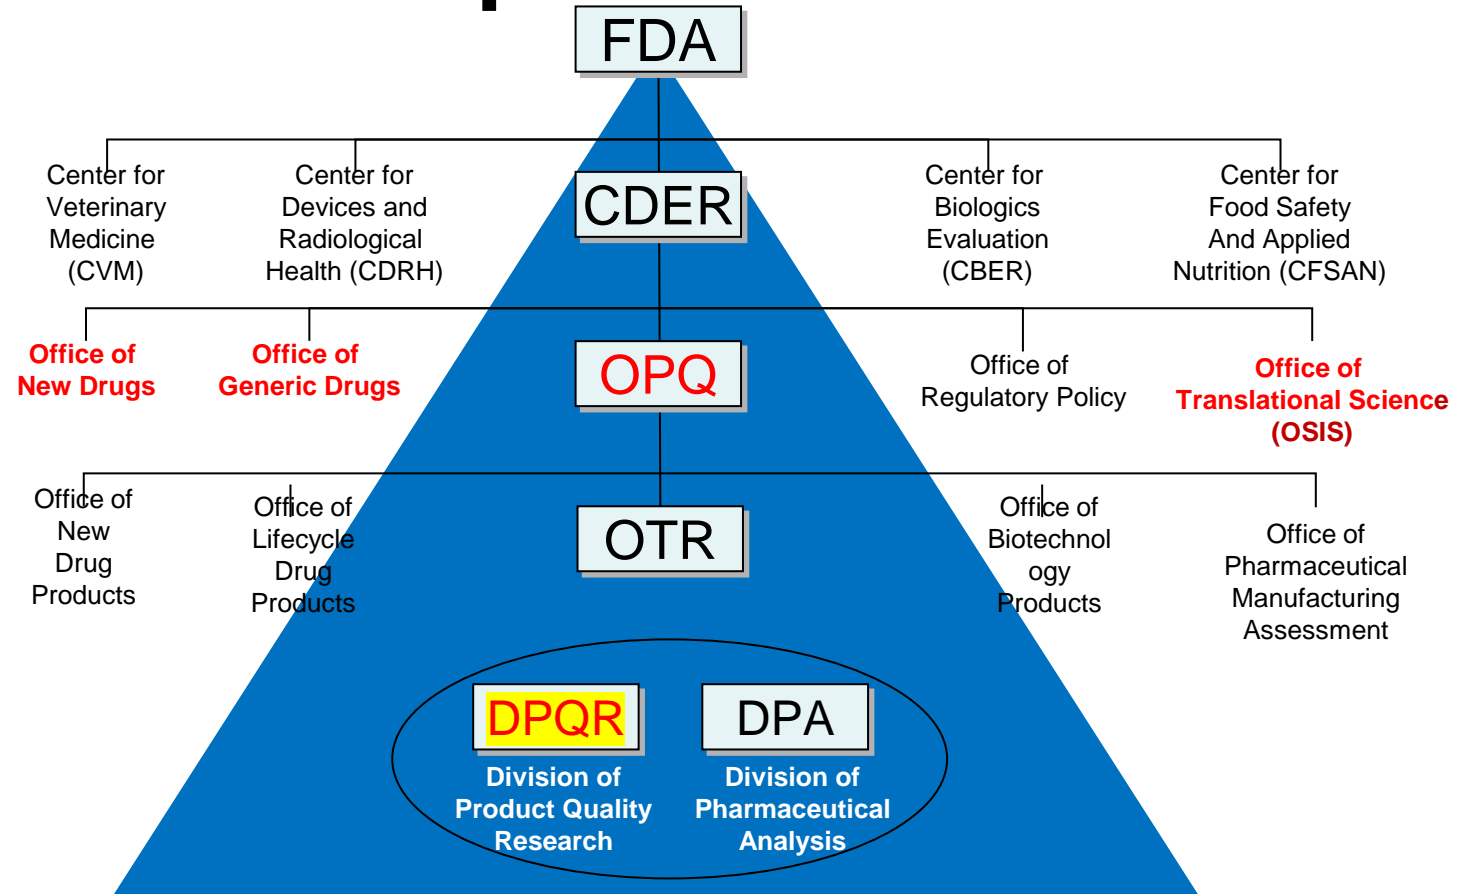 FDA
Center for
Veterinary
Medicine
(CVM)
Center for
Devices and
Radiological
Health (CDRH)
CDER
Center for
Biologics
Evaluation
(CBER)
Center for
Food Safety
And Applied
Nutrition (CFSAN)
Office of
New Drugs
Office of
Generic Drugs
OPQ
Office of
Regulatory Policy
Office of
Translational Science
(OSIS)
Office of
New
Drug
Products
Office of
Lifecycle
Drug
Products
OTR
Office of
Biotechnol
ogy
Products
Office of
Pharmaceutical
Manufacturing
Assessment
DPQR
Division of
Product Quality
Research
DPA
Division of
Pharmaceutical
Analysis